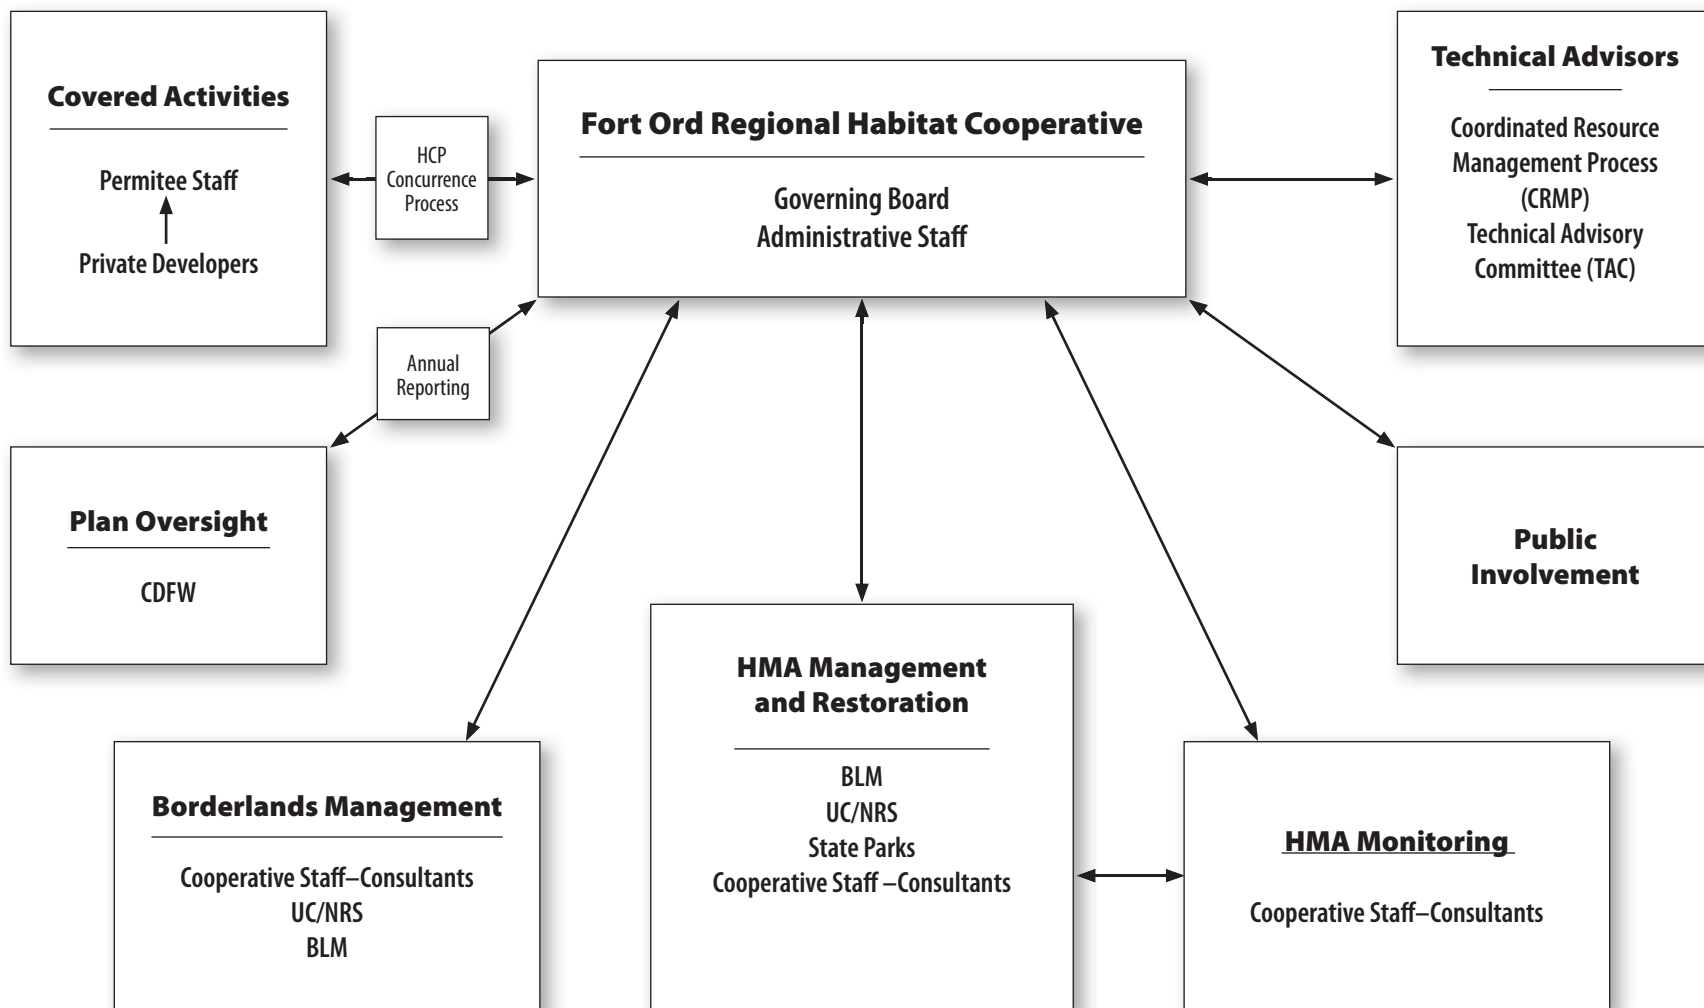 Covered Activities
Permitee Staff
Private Developers
HCP
Concurrence
Process
Fort Ord Regional Habitat Cooperative
Governing Board
Administrative Staff
Technical Advisors
Coordinated Resource
Management Process
(CRMP)
Technical Advisory
Committee (TAC)
Annual
Reporting
Plan Oversight
CDFW
Public
Involvement
Borderlands Management
Cooperative Staff–Consultants
UC/NRS
BLM
HMA Management
and Restoration
BLM
UC/NRS
State Parks
Cooperative Staff –Consultants
HMA Monitoring
Cooperative Staff–Consultants